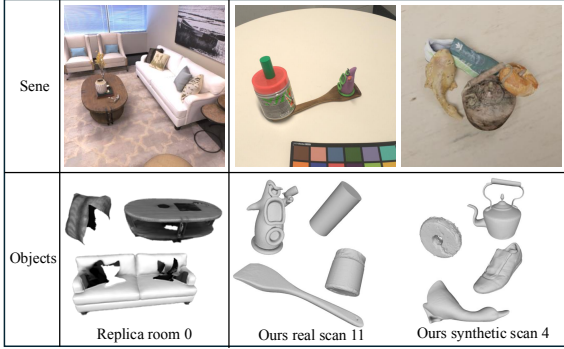 Sene
Objects
Replica room 0
Ours real scan 11
Ours synthetic scan 4